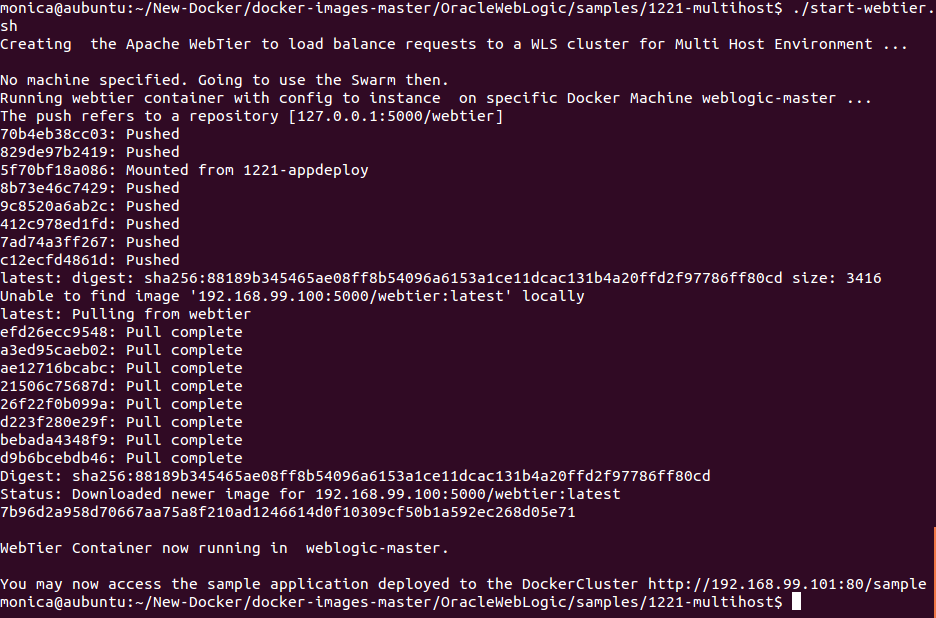 monica@aubuntu:~/New-Docker/docker-images-master/OracleWebLogic/samples/1221-multihost$ ./start-webtier.
sh
Creating  the Apache WebTier to load balance requests to a WLS cluster for Multi Host Environment ...
No machine specified. Going to use the Swarm then.
Running webtier container with config to instance  on specific Docker Machine weblogic-master ...
The push refers to a repository [127.0.0.1:5000/webtier]
70b4eb38cc03: Pushed
829de97b2419: Pushed
5f70bf18a086: Mounted from 1221-appdeploy
8b73e46c7429: Pushed
9c8520a6ab2c: Pushed
412c978ed1fd: Pushed
7ad74a3ff267: Pushed
c12ecfd4861d: Pushed
latest: digest: sha256:88189b345465ae08ff8b54096a6153a1ce11dcac131b4a20ffd2f97786ff80cd size: 3416
Unable to find image '192.168.99.100:5000/webtier:latest' locally
latest: Pulling from webtier
efd26ecc9548: Pull complete
a3ed95caeb02: Pull complete
ae12716bcabc: Pull complete
21506c75687d: Pull complete
26f22f0b099a: Pull complete
d223f280e29f: Pull complete
bebada4348f9: Pull complete
d9b6bcebdb46: Pull complete
Digest: sha256:88189b345465ae08ff8b54096a6153a1ce11dcac131b4a20ffd2f97786ff80cd
Status: Downloaded newer image for 192.168.99.100:5000/webtier:latest
7b96d2a958d70667aa75a8f210ad1246614d0f10309cf50b1a592ec268d05e71
WebTier Container now running in  weblogic-master.
You may now access the sample application deployed to the DockerCluster http://192.168.99.101:80/sample
monica@aubuntu:~/New-Docker/docker-images-master/OracleWebLogic/samples/1221-multihost$